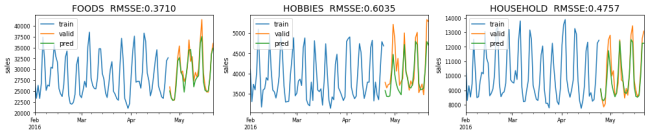 FOODS RMSSE:0.3710
sales
40000
37500
35000
32500
30000
27500
25000
22500
20000
train
valid
pred
Feb
2016
Mar
Apr
May
HOBBIES RMSSE:0.6035
sales
5000
4000
3000
train
valid
pred
Feb
2016
Mar
Apr
May
HOUSEHOLD RMSSE:0.4757
sales
14000
13000
12000
11000
10000
9000
8000
train
valid
pred
Feb
2016
Mar
Apr
May